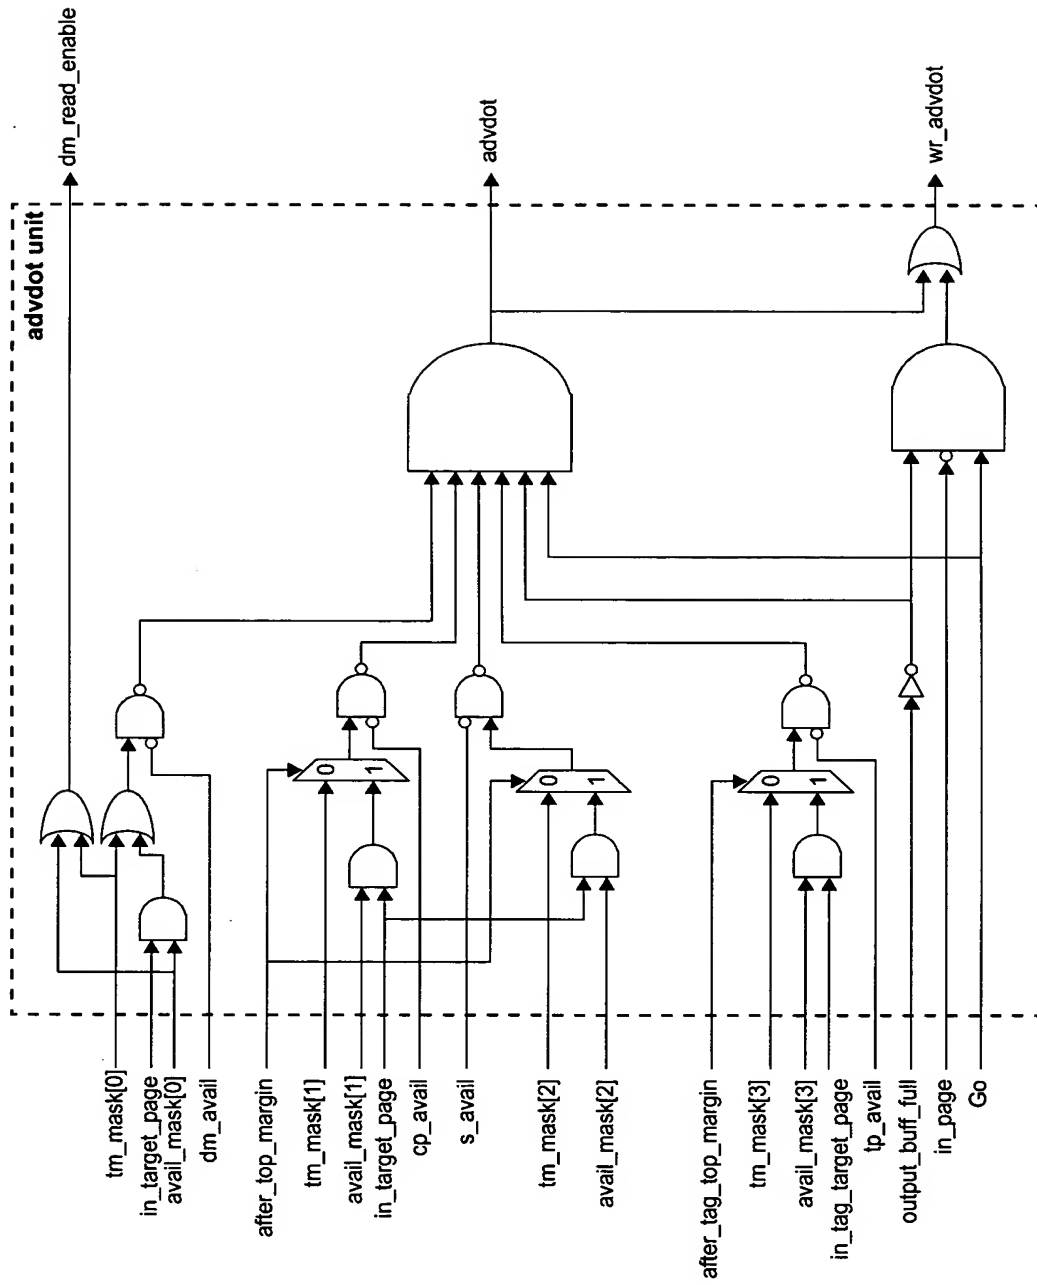 dm_read_enable
advdot
wr_advdot
advdot unit
0
1
0
1
0
1
tm_mask[0]
in_target_page
avail_mask[0]
dm_avail
after_top_margin
tm_mask[1]
avail_mask[1]
in_target_page
cp_avail
s_avail
tm_mask[2]
avail_mask[2]
after_tag_top_margin
tm_mask[3]
avail_mask[3]
in_tag_target_page
tp_avail
output_buff_full
in_page
Go